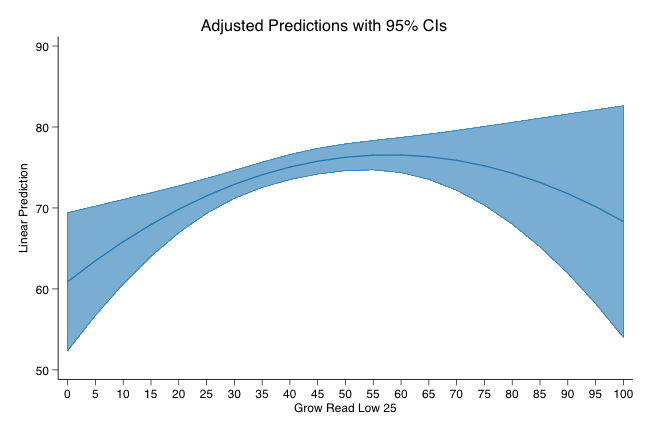 Adjusted Predictions with 95% CIs
90
80
70
60
50
Linear Prediction
0 5 10 15 20 25 30 35 40 45 50 55 60 65 70 75 80 85 90 95 100
Grow Read Low 25